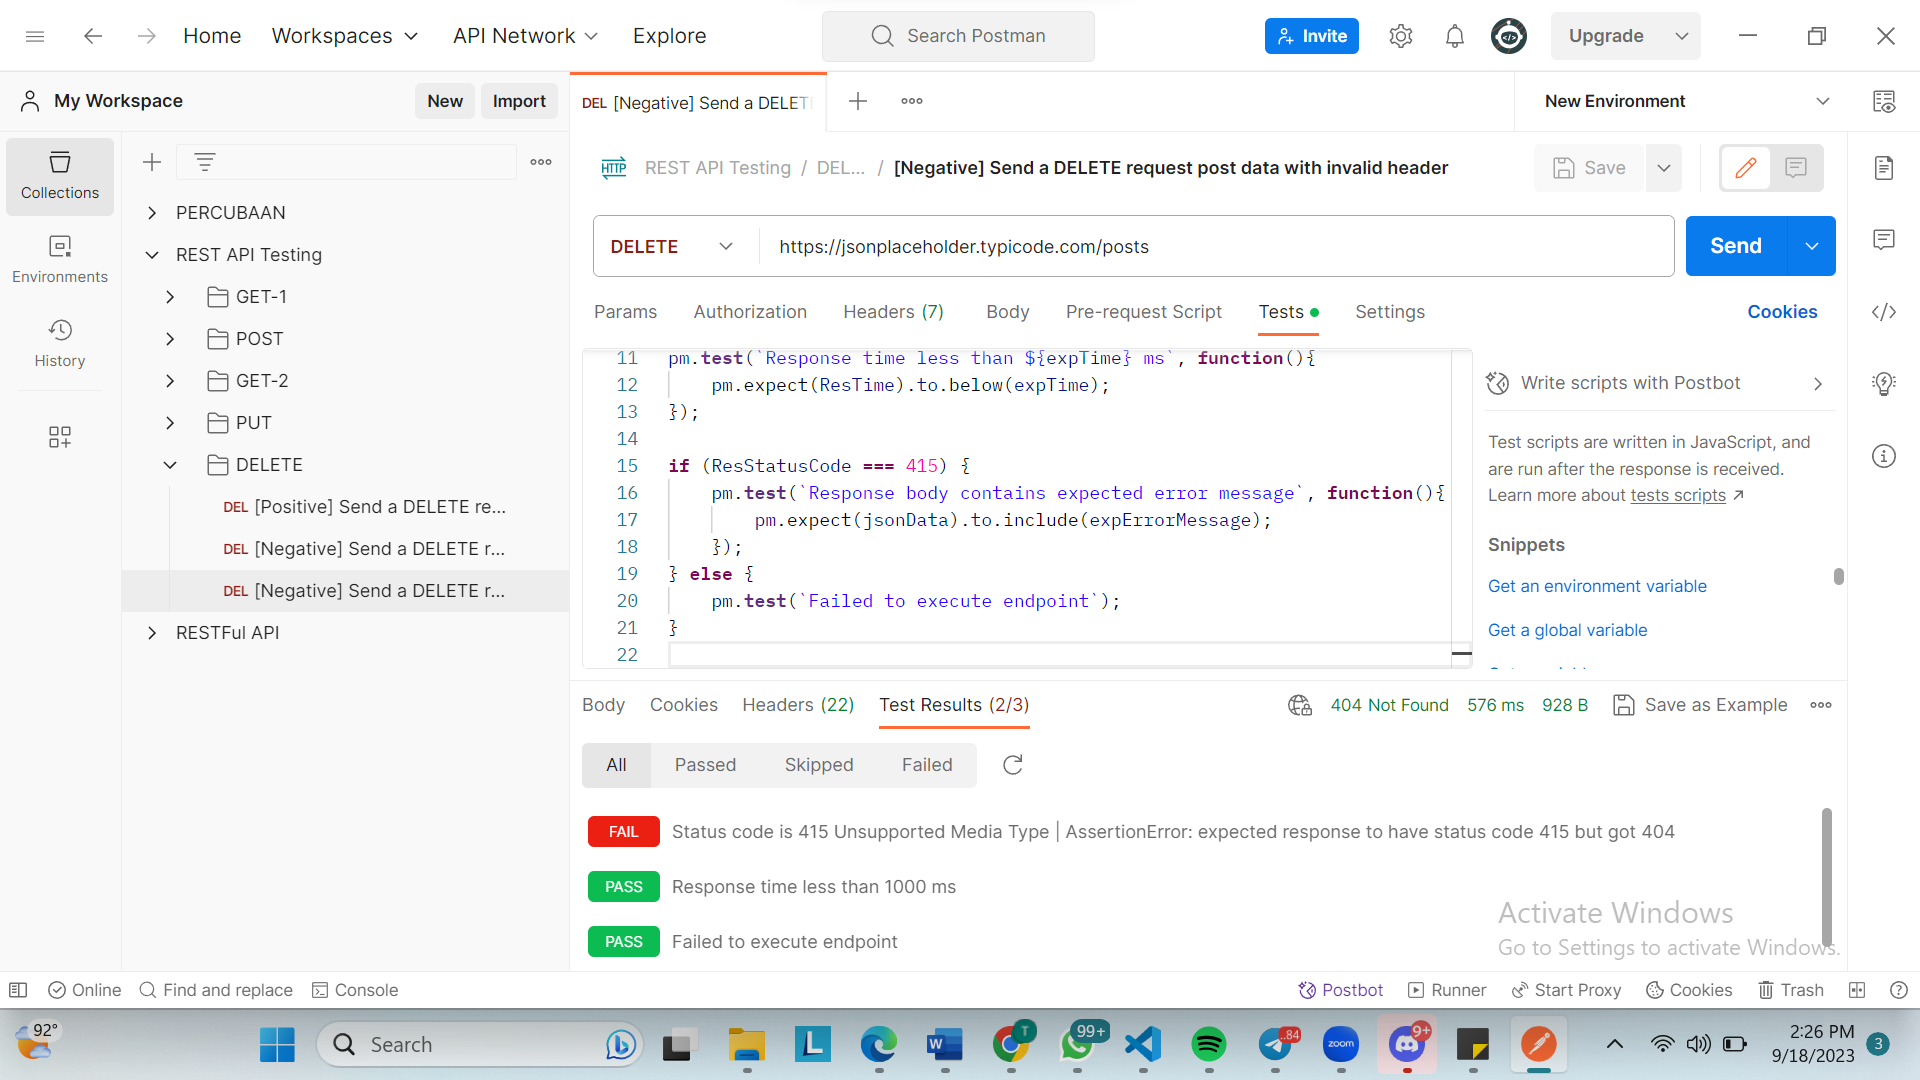 Home
Workspaces
API Network
Explore
Search Postman
Invite
Upgrade
My Workspace
New
Import
DEL [Negative] Send a DELET
New Environment
Collections
Environments
History
PERCUBAAN
REST API Testing
GET-1
POST
GET-2
PUT
DELETE
DEL [Positive] Send a DELETE re...
DEL [Negative] Send a DELETE r...
DEL [Negative] Send a DELETE r...
RESTFul API
HTTP REST API Testing / DEL... / [Negative] Send a DELETE request post data with invalid header
Save
DELETE
https://jsonplaceholder.typicode.com/posts
Send
Params Authorization Headers (7) Body Pre-request Script Tests Settings Cookies
11 pm.test(`Response time less than ${expTime} ms`, function(){
12 pm.expect(ResTime).to.below(expTime);
13 });
14
15 if (ResStatusCode === 415) {
16 pm.test(`Response body contains expected error message`, function(){
17 pm.expect(jsonData).to.include(expErrorMessage);
18 });
19 } else {
20 pm.test(`Failed to execute endpoint`);
21 }
22
Write scripts with Postbot
Test scripts are written in JavaScript, and
are run after the response is received.
Learn more about tests scripts
Snippets
Get an environment variable
Get a global variable
Body Cookies Headers (22) Test Results (2/3)
404 Not Found 576 ms 928 B Save as Example
All Passed Skipped Failed
FAIL Status code is 415 Unsupported Media Type | AssertionError: expected response to have status code 415 but got 404
PASS Response time less than 1000 ms
PASS Failed to execute endpoint
Activate Windows
Go to Settings to activate Windows.
Online Find and replace Console
Postbot Runner Start Proxy Cookies Trash
92°
Search
L
W
T
99+
84
zoom
9+
2:26 PM
9/18/2023
3